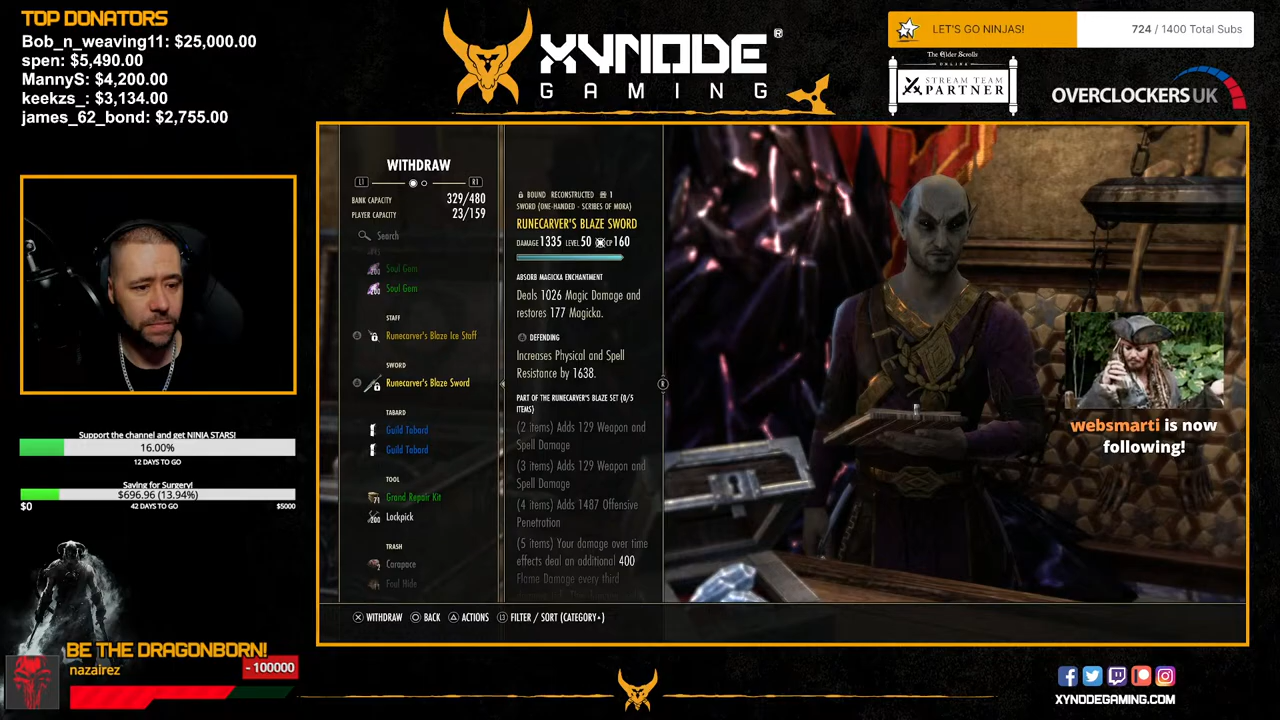 TOP DONATORS
Bob_n_weaving11: $25,000.00
spen: $5,490.00
MannyS: $4,200.00
keekzs_: $3,134.00
james_62_bond: $2,755.00
XYNODE®
GAMING
LET'S GO NINJAS!
724 / 1400 Total Subs
The Elder Scrolls
ONLINE
STREAM TEAM
PARTNER
OVERCLOCKERS UK
WITHDRAW
L1 R1
BANK CAPACITY 329/480
PLAYER CAPACITY 23/159
Search
200 Soul Gem
200 Soul Gem
STAFF
Runecarver's Blaze Ice Staff
SWORD
Runecarver's Blaze Sword
TABARD
Guild Tabard
Guild Tabard
TOOL
71 Grand Repair Kit
200 Lockpick
TRASH
Carapace
Foul Hide
BOUND RECONSTRUCTED 1
SWORD (ONE-HANDED - SCRIBES OF MORA)
RUNECARVER'S BLAZE SWORD
DAMAGE 1335 LEVEL 50 CP 160
ABSORB MAGICKA ENCHANTMENT
Deals 1026 Magic Damage and
restores 177 Magicka.
DEFENDING
Increases Physical and Spell
Resistance by 1638.
PART OF THE RUNECARVER'S BLAZE SET (0/5
ITEMS)
(2 items) Adds 129 Weapon and
Spell Damage
(3 items) Adds 129 Weapon and
Spell Damage
(4 items) Adds 1487 Offensive
Penetration
(5 items) Your damage over time
effects deal an additional 400
Flame Damage every third
R
WITHDRAW BACK ACTIONS L3 FILTER / SORT (CATEGORY▲)
websmarti is now
following!
Support the channel and get NINJA STARS!
16.00%
12 DAYS TO GO
Saving for Surgery!
$696.96 (13.94%)
$0 42 DAYS TO GO $5000
BE THE DRAGONBORN!
nazairez
- 100000
XYNODEGAMING.COM